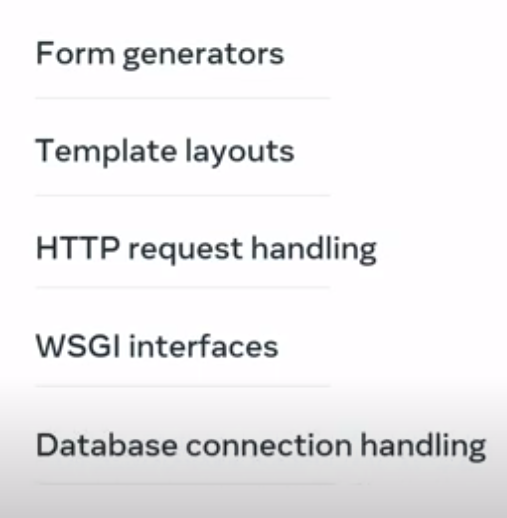 Form generators
Template layouts
HTTP request handling
WSGI interfaces
Database connection handling